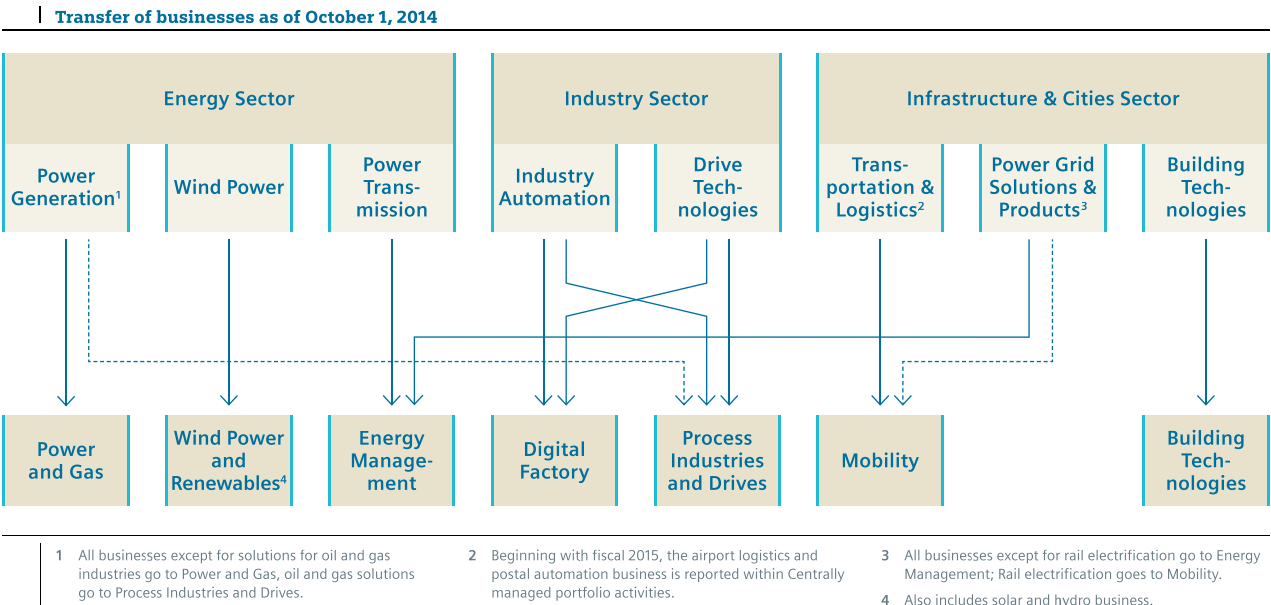 Transfer of businesses as of October 1, 2014
Energy Sector
Industry Sector
Infrastructure & Cities Sector
Power
Generation¹
Wind Power
Power
Trans-
mission
Industry
Automation
Drive
Tech-
nologies
Trans-
portation &
Logistics²
Power Grid
Solutions &
Products³
Building
Tech-
nologies
Power
and Gas
Wind Power
and
Renewables⁴
Energy
Manage-
ment
Digital
Factory
Process
Industries
and Drives
Mobility
Building
Tech-
nologies
1 All businesses except for solutions for oil and gas
industries go to Power and Gas, oil and gas solutions
go to Process Industries and Drives.
2 Beginning with fiscal 2015, the airport logistics and
postal automation business is reported within Centrally
managed portfolio activities.
3 All businesses except for rail electrification go to Energy
Management; Rail electrification goes to Mobility.
4 Also includes solar and hydro business.